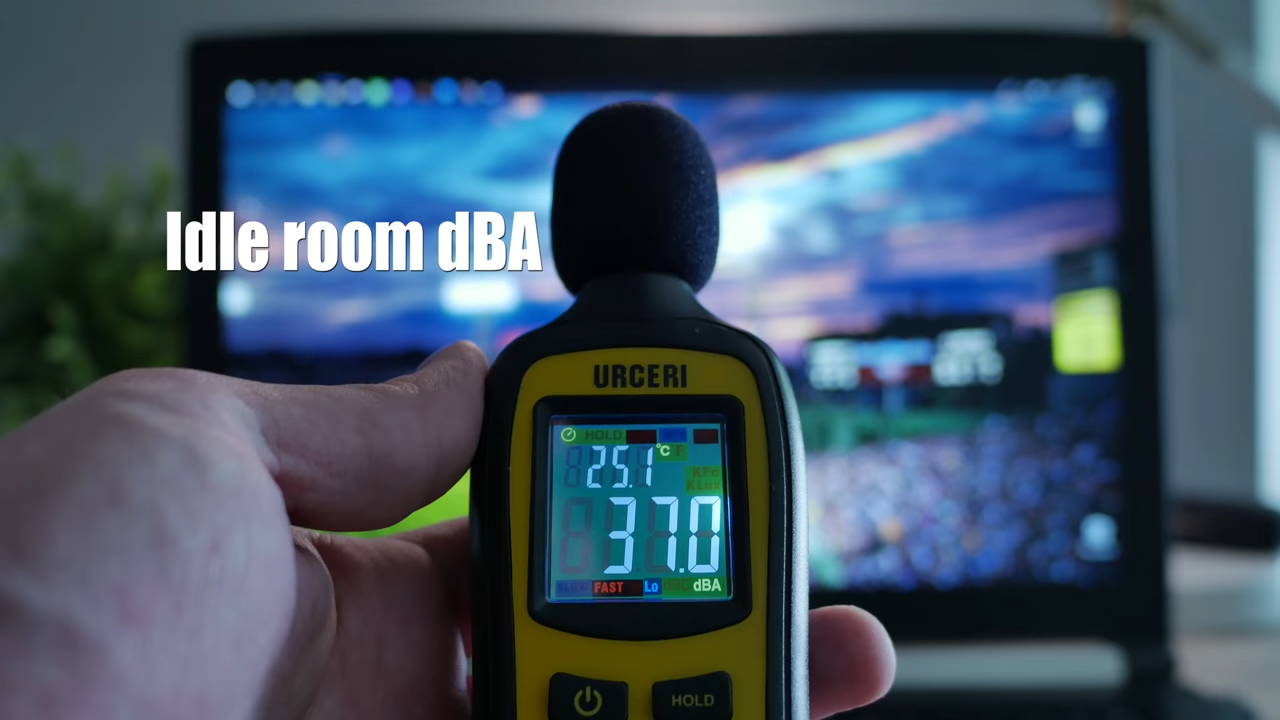 Idle room dBA
URCERI
HOLD
25.1 °C
37.0
FAST Lo dBA
HOLD